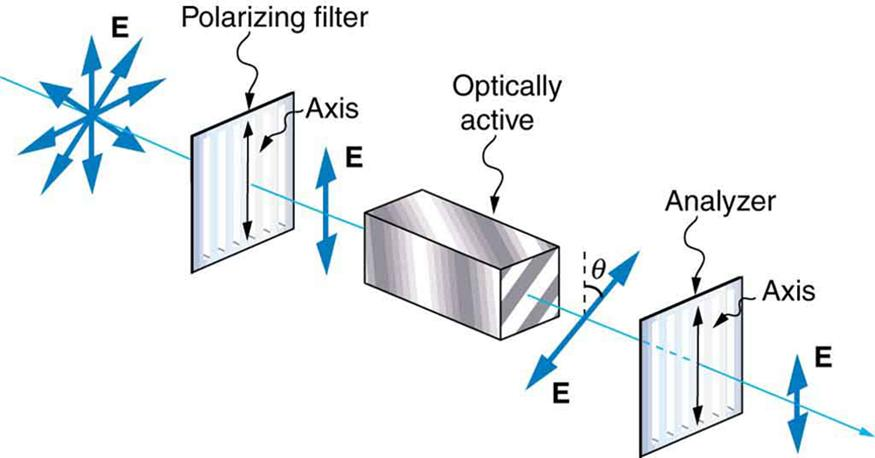 E
Polarizing filter
Axis
E
Optically
active
θ
E
Analyzer
Axis
E